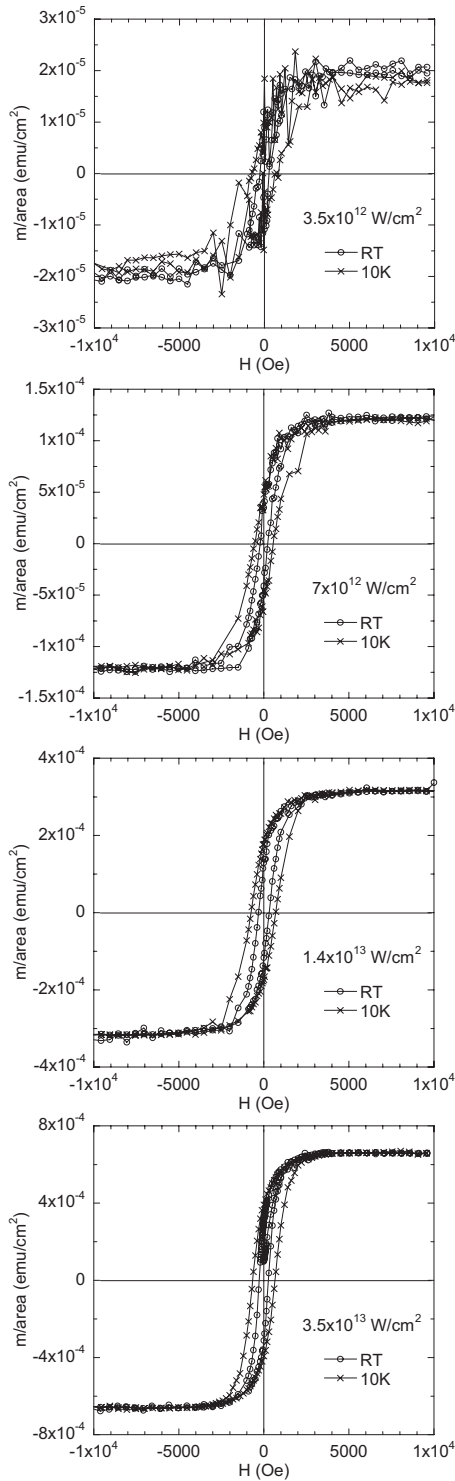 3x10⁻⁵
2x10⁻⁵
1x10⁻⁵
0
-1x10⁻⁵
-2x10⁻⁵
-3x10⁻⁵
m/area (emu/cm²)
3.5x10¹² W/cm²
RT
10K
-1x10⁴ -5000 0 5000 1x10⁴
H (Oe)
1.5x10⁻⁴
1x10⁻⁴
5x10⁻⁵
0
-5x10⁻⁵
-1x10⁻⁴
-1.5x10⁻⁴
m/area (emu/cm²)
7x10¹² W/cm²
RT
10K
-1x10⁴ -5000 0 5000 1x10⁴
H (Oe)
4x10⁻⁴
2x10⁻⁴
0
-2x10⁻⁴
-4x10⁻⁴
m/area (emu/cm²)
1.4x10¹³ W/cm²
RT
10K
-1x10⁴ -5000 0 5000 1x10⁴
H (Oe)
8x10⁻⁴
4x10⁻⁴
0
-4x10⁻⁴
-8x10⁻⁴
m/area (emu/cm²)
3.5x10¹³ W/cm²
RT
10K
-1x10⁴ -5000 0 5000 1x10⁴
H (Oe)